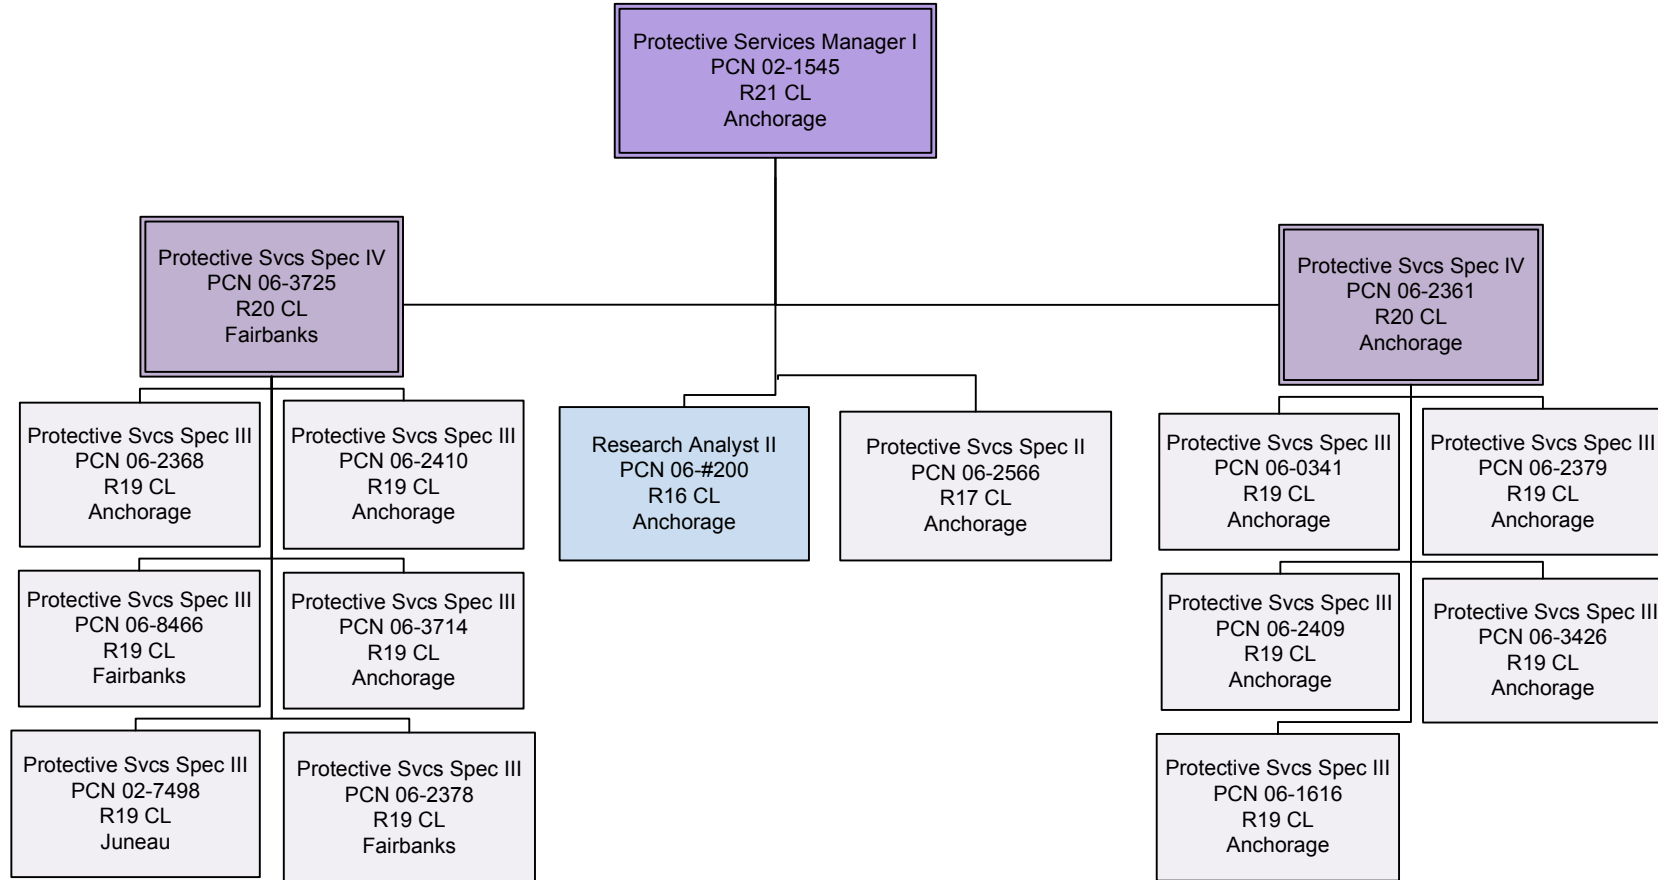 Protective Services Manager I
PCN 02-1545
R21 CL
Anchorage
Protective Svcs Spec IV
PCN 06-3725
R20 CL
Fairbanks
Protective Svcs Spec IV
PCN 06-2361
R20 CL
Anchorage
Protective Svcs Spec III
PCN 06-2368
R19 CL
Anchorage
Protective Svcs Spec III
PCN 06-2410
R19 CL
Anchorage
Research Analyst II
PCN 06-#200
R16 CL
Anchorage
Protective Svcs Spec II
PCN 06-2566
R17 CL
Anchorage
Protective Svcs Spec III
PCN 06-0341
R19 CL
Anchorage
Protective Svcs Spec III
PCN 06-2379
R19 CL
Anchorage
Protective Svcs Spec III
PCN 06-8466
R19 CL
Fairbanks
Protective Svcs Spec III
PCN 06-3714
R19 CL
Anchorage
Protective Svcs Spec III
PCN 06-2409
R19 CL
Anchorage
Protective Svcs Spec III
PCN 06-3426
R19 CL
Anchorage
Protective Svcs Spec III
PCN 02-7498
R19 CL
Juneau
Protective Svcs Spec III
PCN 06-2378
R19 CL
Fairbanks
Protective Svcs Spec III
PCN 06-1616
R19 CL
Anchorage